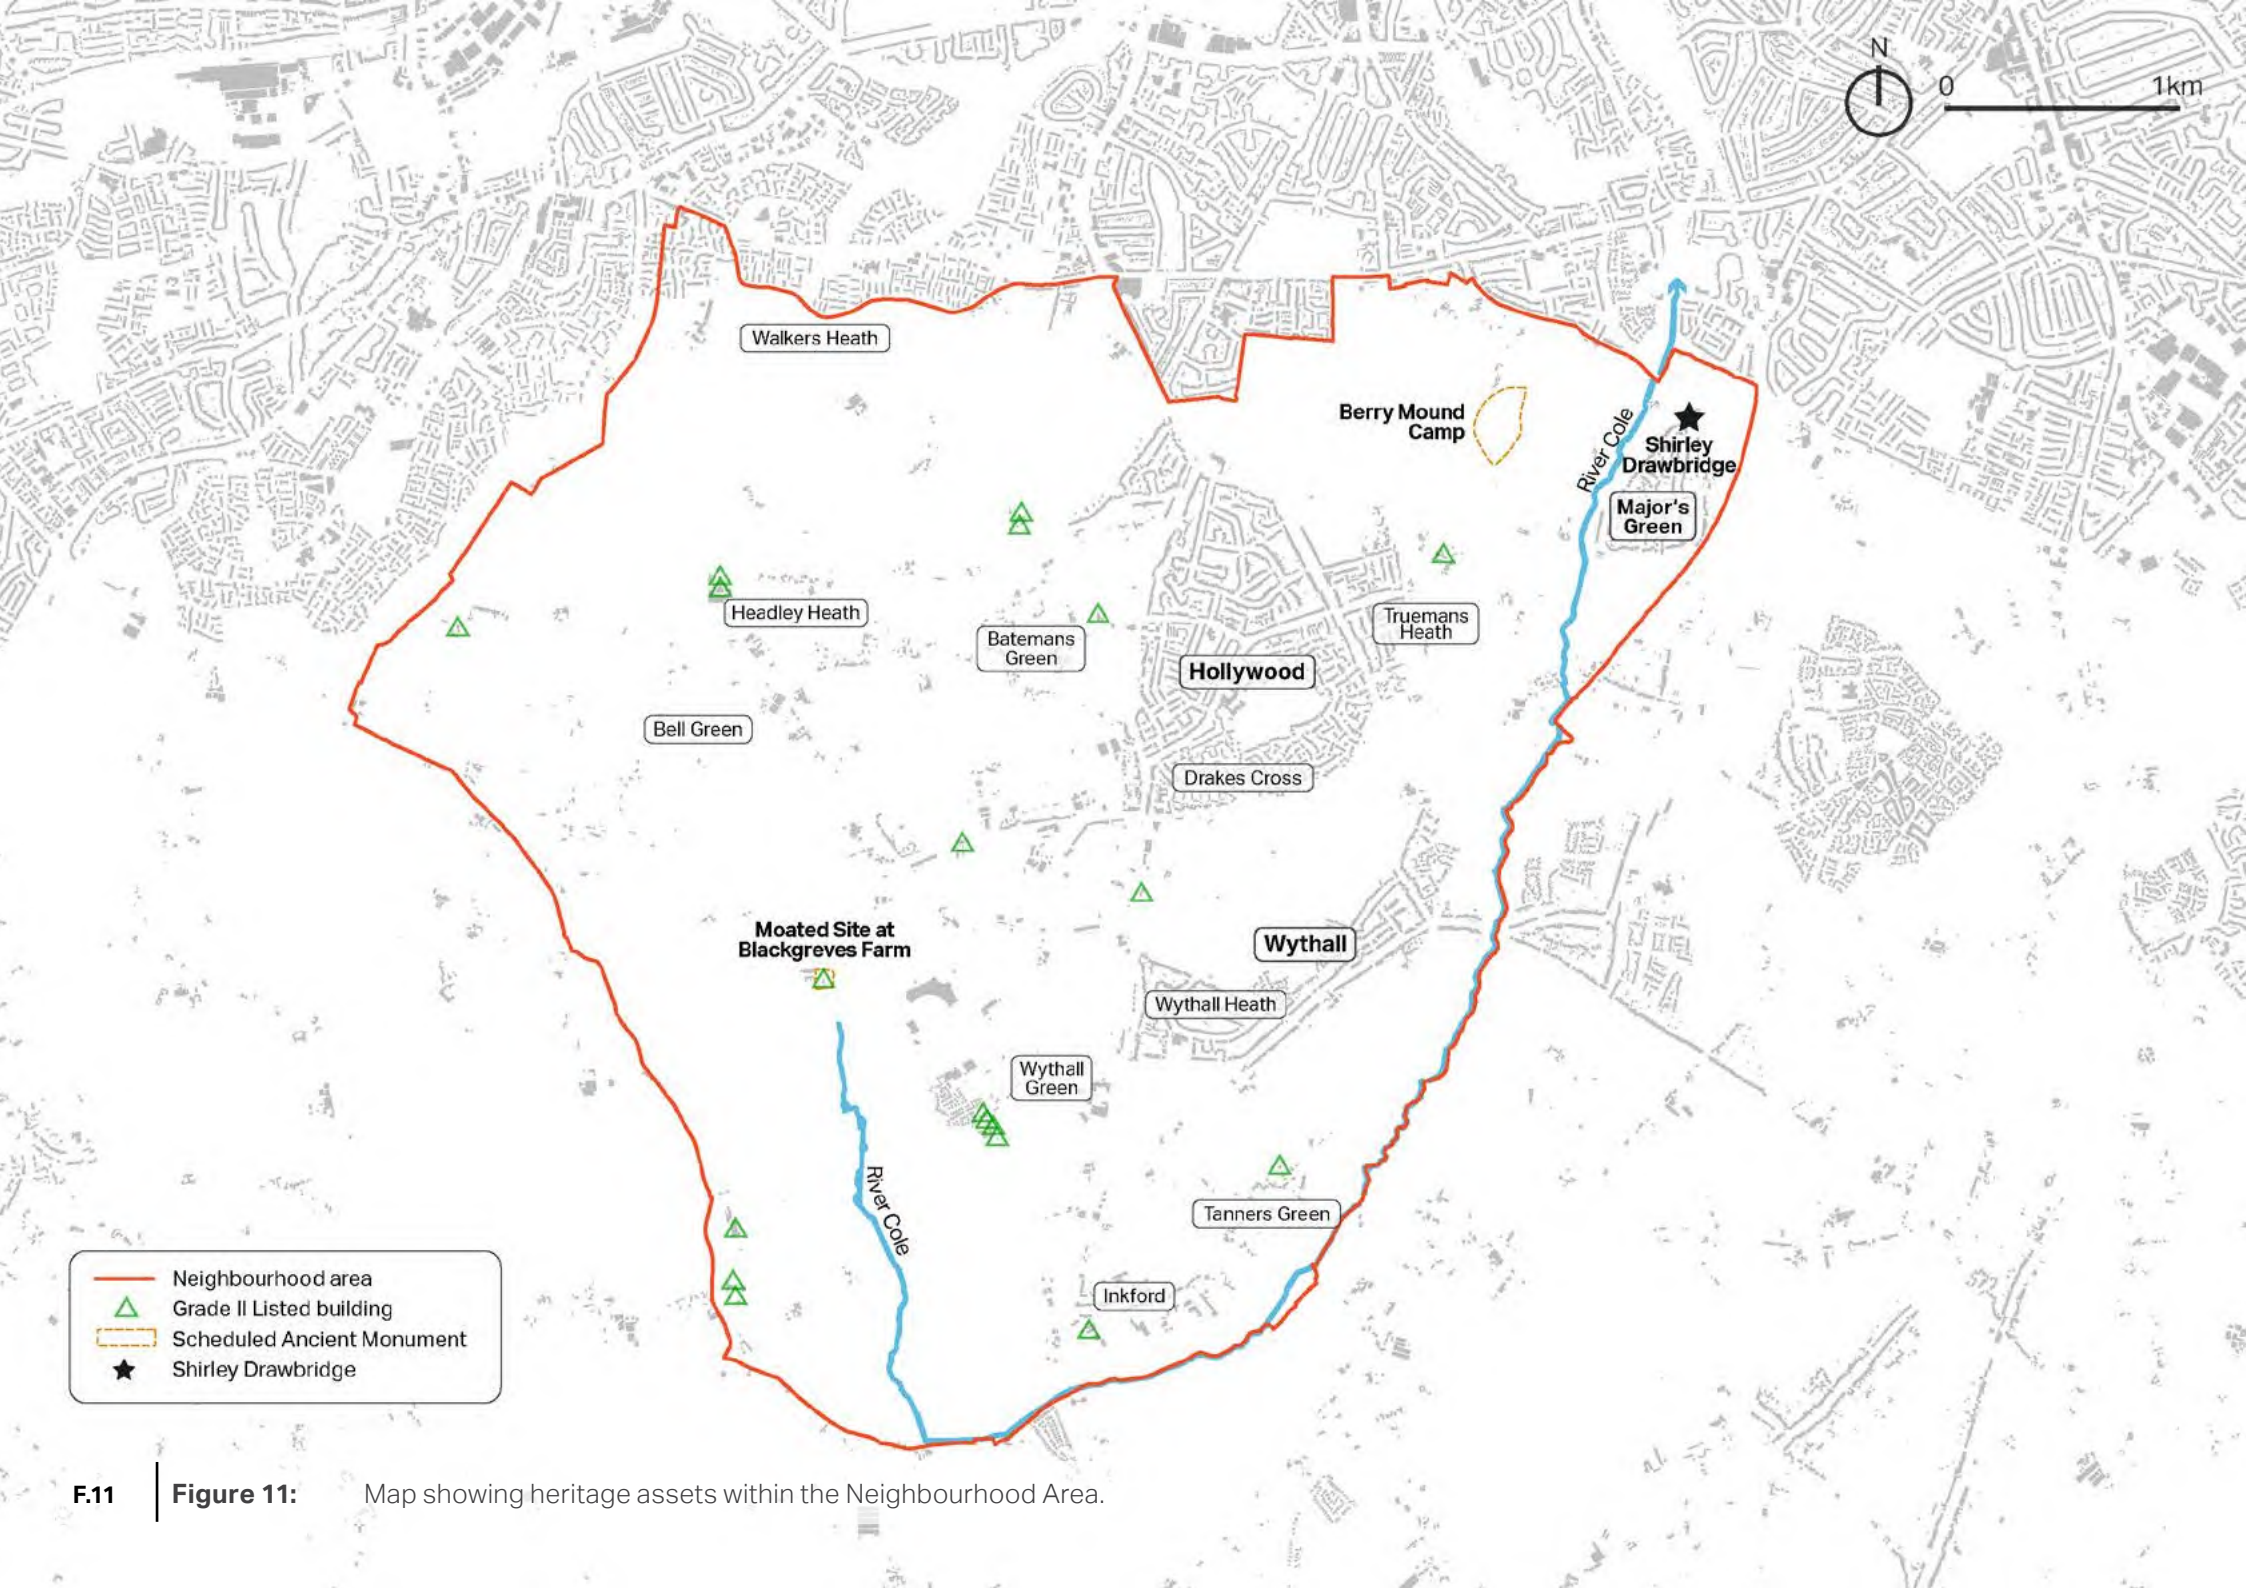 N
0 1km
Walkers Heath
Berry Mound
Camp
River Cole
Shirley
Drawbridge
Major's
Green
Headley Heath
Batemans
Green
Truemans
Heath
Hollywood
Bell Green
Drakes Cross
Moated Site at
Blackgreves Farm
Wythall
Wythall Heath
Wythall
Green
River Cole
Tanners Green
Inkford
Neighbourhood area
Grade II Listed building
Scheduled Ancient Monument
Shirley Drawbridge
F.11 Figure 11: Map showing heritage assets within the Neighbourhood Area.